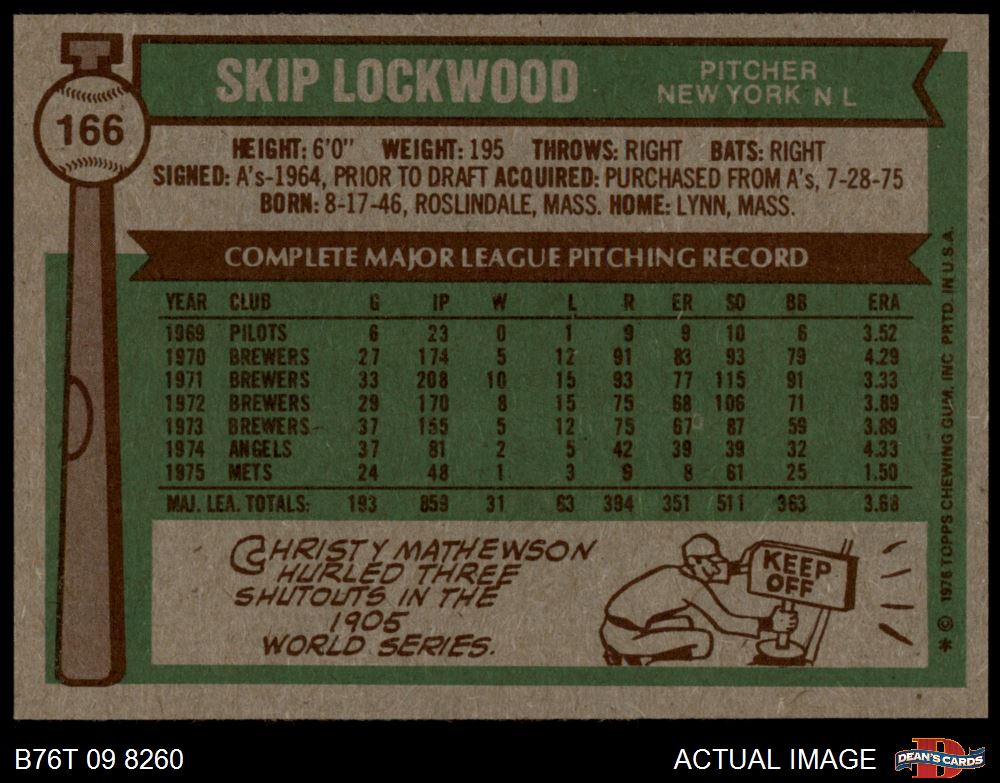 166
SKIP LOCKWOOD
PITCHER
NEW YORK N L
HEIGHT: 6'0" WEIGHT: 195 THROWS: RIGHT BATS: RIGHT
SIGNED: A's-1964, PRIOR TO DRAFT ACQUIRED: PURCHASED FROM A's, 7-28-75
BORN: 8-17-46, ROSLINDALE, MASS. HOME: LYNN, MASS.
COMPLETE MAJOR LEAGUE PITCHING RECORD
YEAR CLUB G IP W L R ER SO BB ERA
1969 PILOTS 6 23 0 1 9 9 10 6 3.52
1970 BREWERS 27 174 5 12 91 83 93 79 4.29
1971 BREWERS 33 208 10 15 93 77 115 91 3.33
1972 BREWERS 29 170 8 15 75 68 106 71 3.89
1973 BREWERS 37 155 5 12 75 67 87 59 3.89
1974 ANGELS 37 81 2 5 42 39 39 32 4.33
1975 METS 24 48 1 3 9 8 61 25 1.50
MAJ. LEA. TOTALS: 193 859 31 63 394 351 511 363 3.68
CHRISTY MATHEWSON
HURLED THREE
SHUTOUTS IN THE
1905
WORLD SERIES.
KEEP
OFF
* © 1976 TOPPS CHEWING GUM, INC. PRTD. IN U.S.A.
B76T 09 8260
ACTUAL IMAGE
D
DEAN'S CARDS